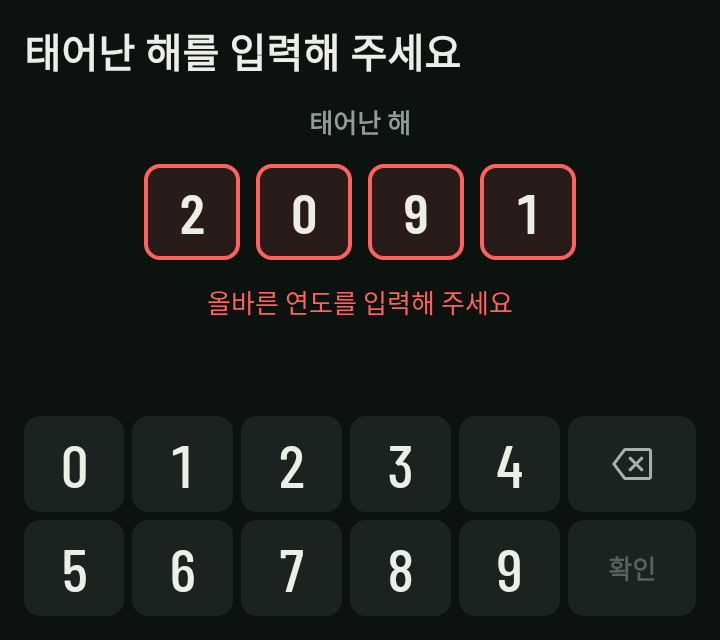 태어난 해를 입력해 주세요
태어난 해
2 0 9 1
올바른 연도를 입력해 주세요
0 1 2 3 4
5 6 7 8 9 확인